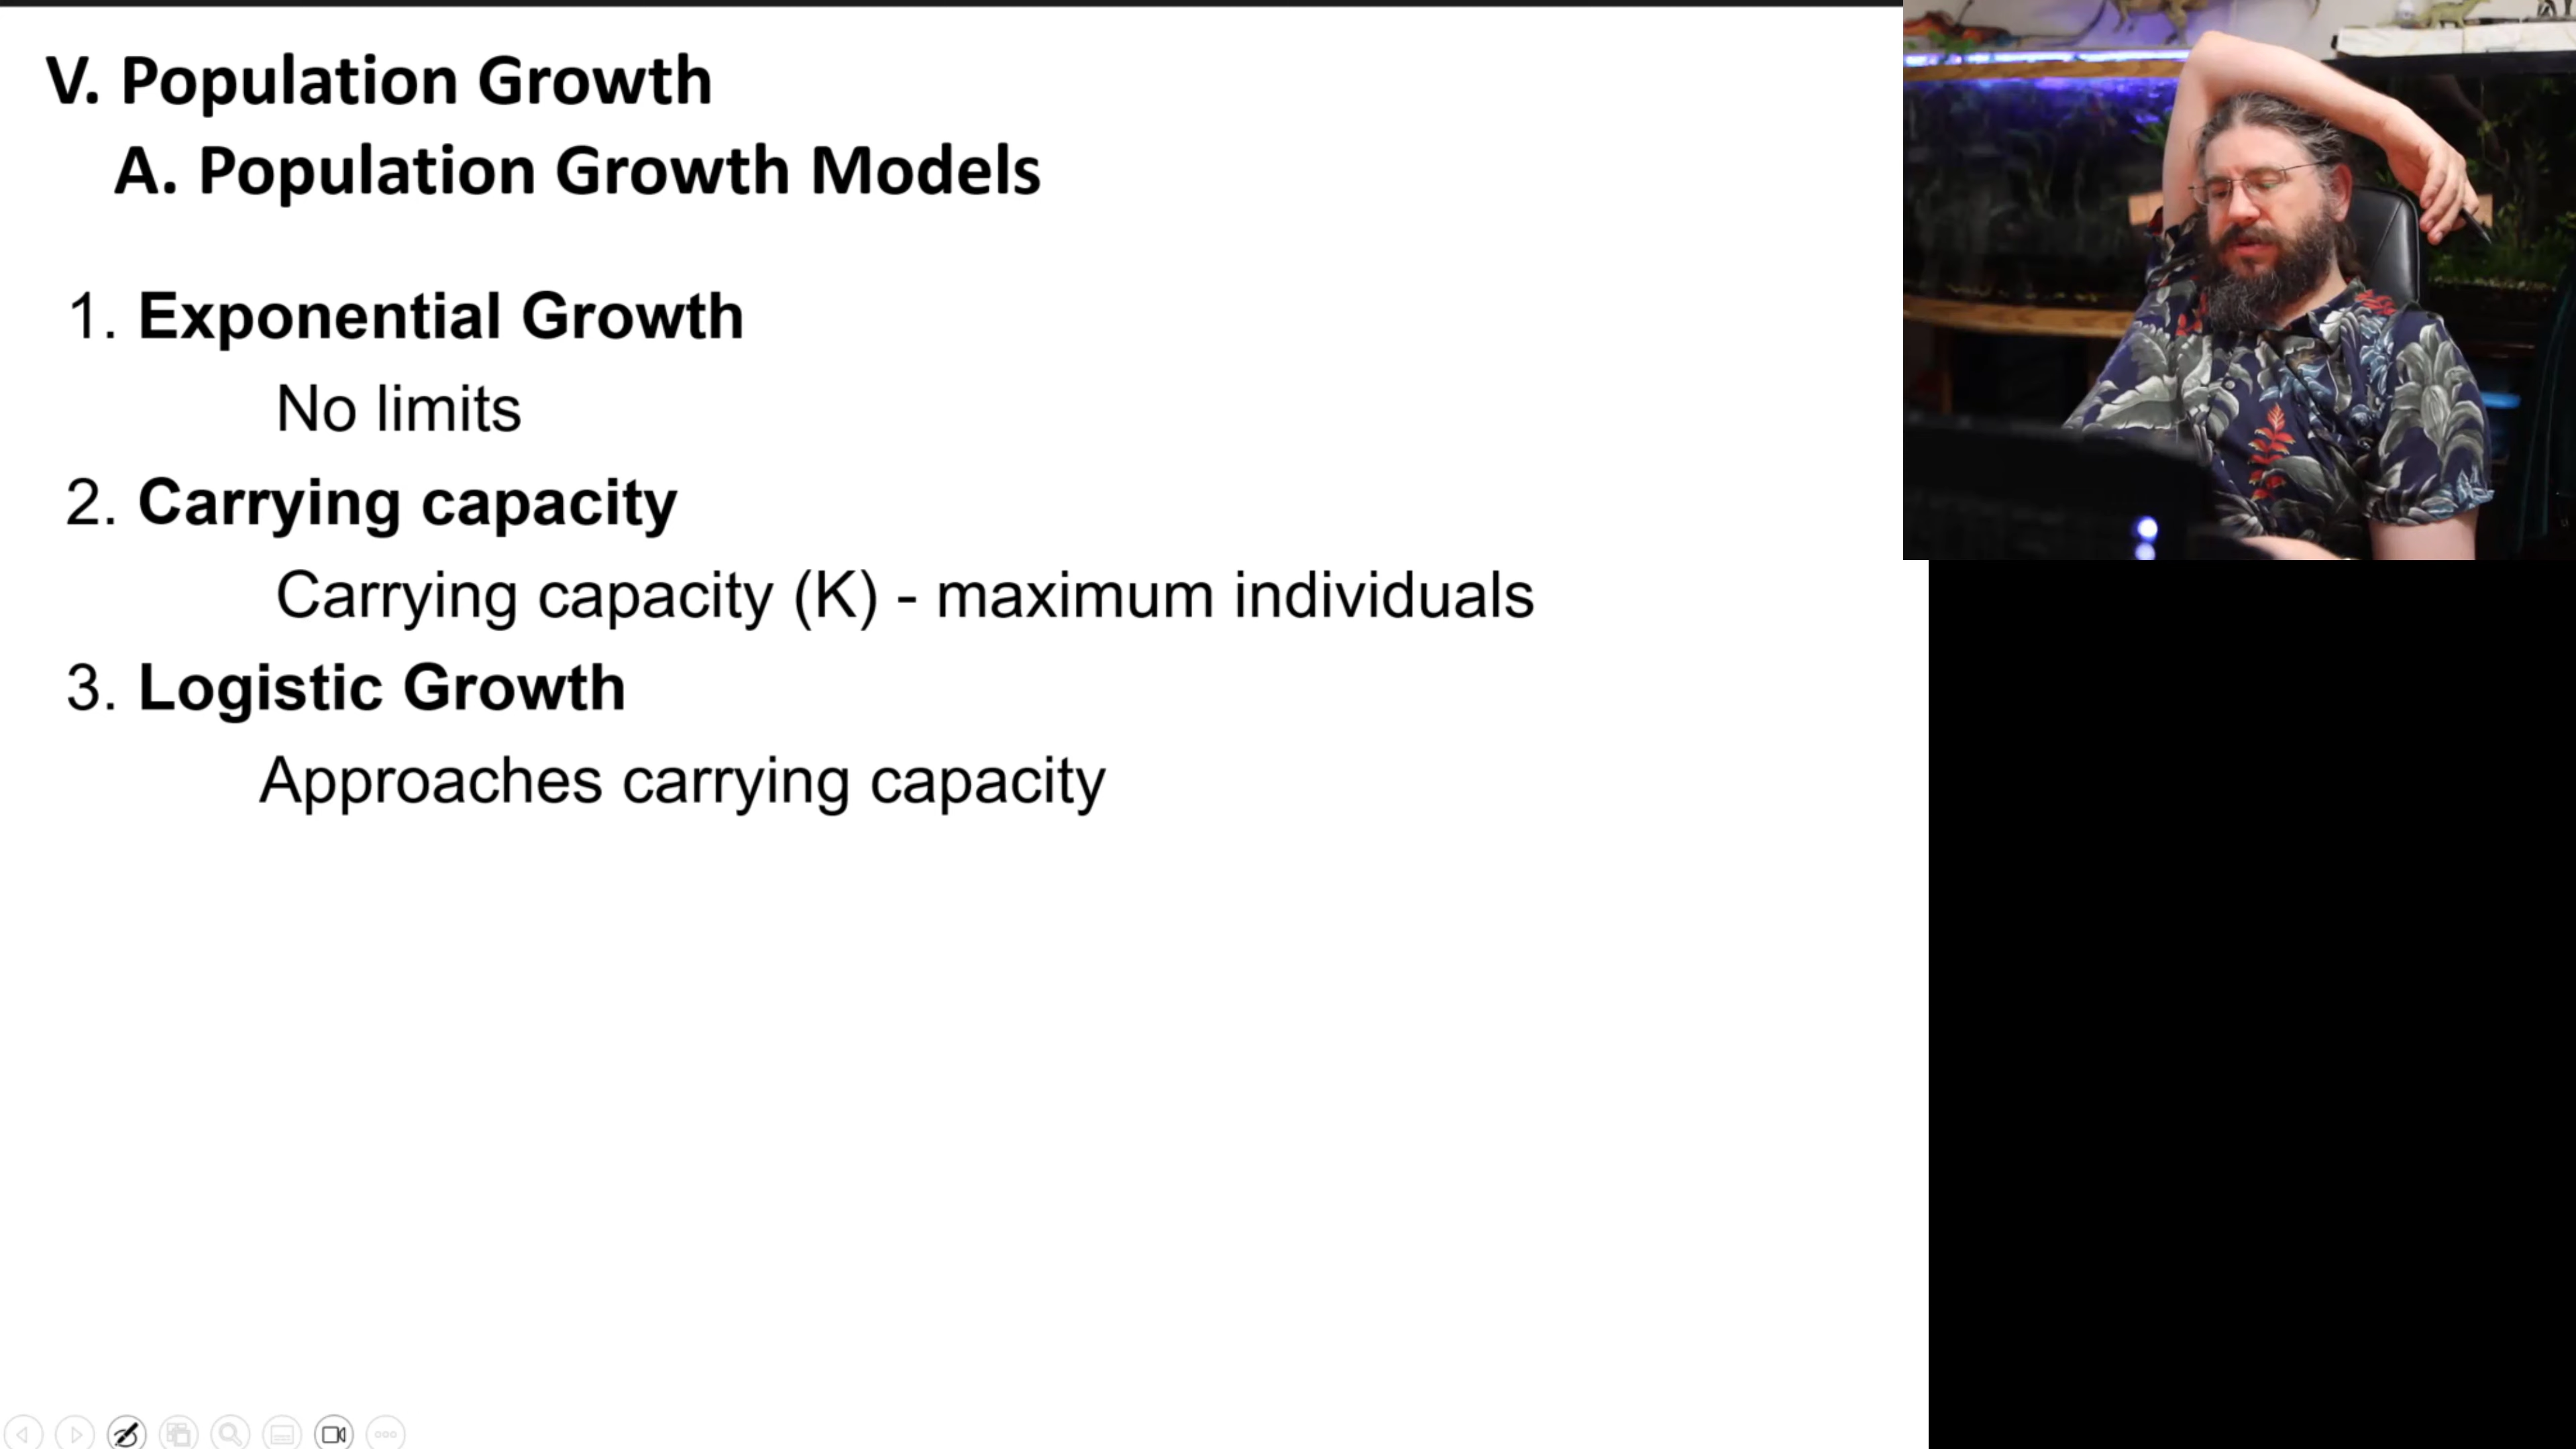 V. Population Growth
A. Population Growth Models
1. Exponential Growth
No limits
2. Carrying capacity
Carrying capacity (K) - maximum individuals
3. Logistic Growth
Approaches carrying capacity